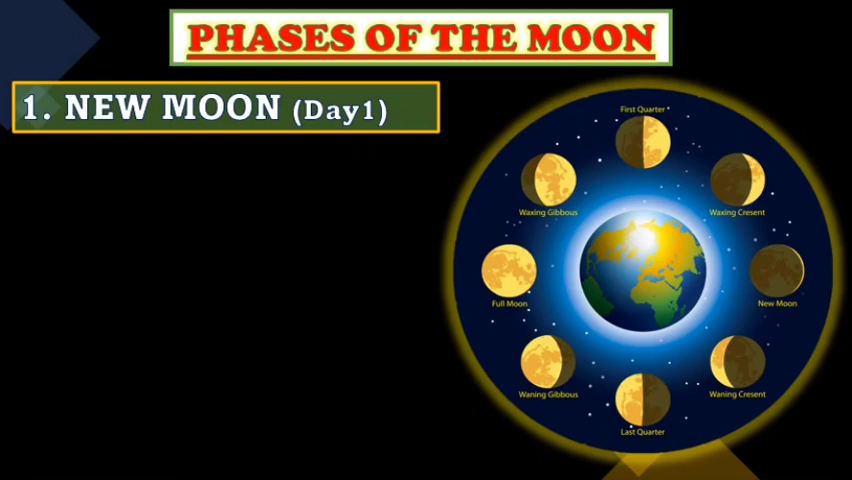 PHASES OF THE MOON
1. NEW MOON (Day1)
First Quarter
Waxing Gibbous
Waxing Cresent
Full Moon
New Moon
Waning Gibbous
Waning Cresent
Last Quarter